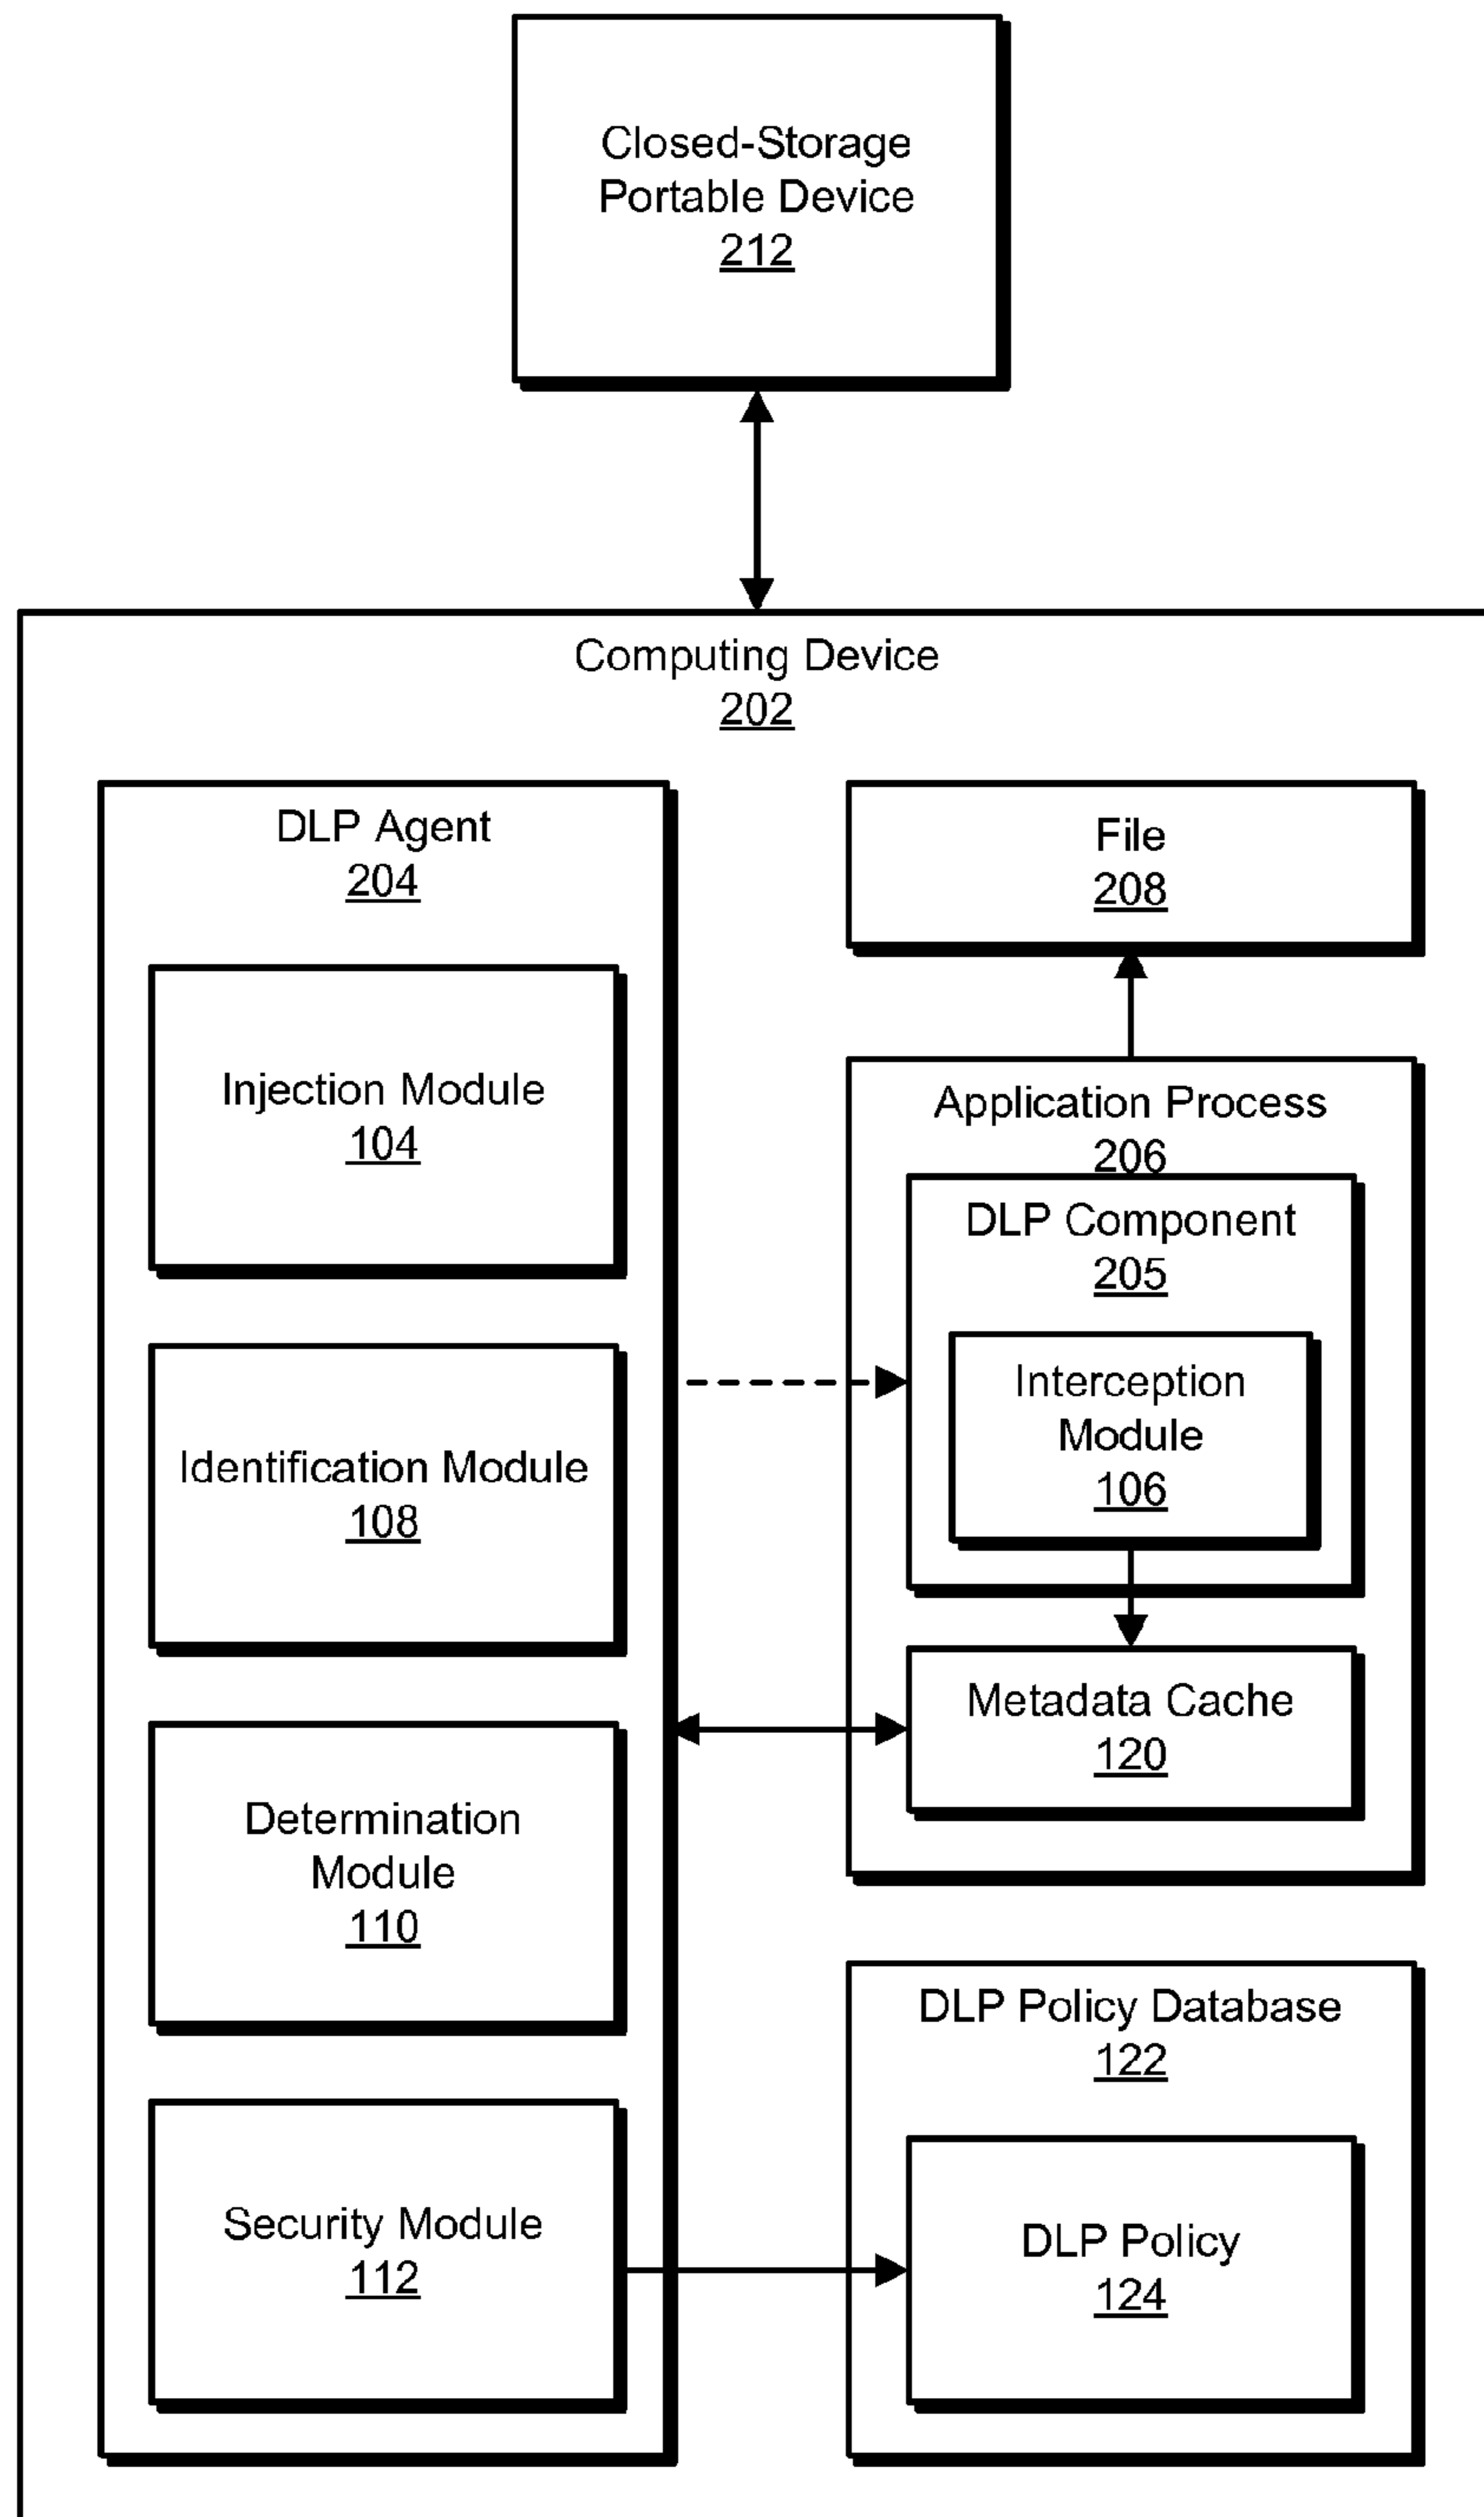 Closed-Storage
Portable Device
212
Computing Device
202
DLP Agent
204
Injection Module
104
Identification Module
108
Determination
Module
110
Security Module
112
File
208
Application Process
206
DLP Component
205
Interception
Module
106
Metadata Cache
120
DLP Policy Database
122
DLP Policy
124